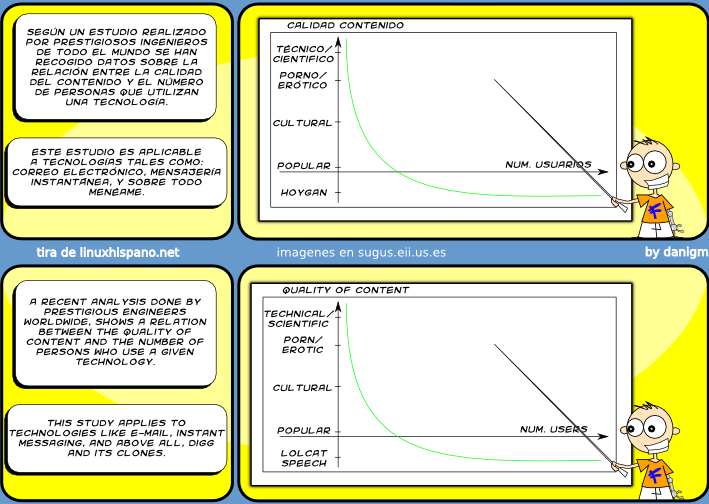 SEGÚN UN ESTUDIO REALIZADO
POR PRESTIGIOSOS INGENIEROS
DE TODO EL MUNDO SE HAN
RECOGIDO DATOS SOBRE LA
RELACIÓN ENTRE LA CALIDAD
DEL CONTENIDO Y EL NÚMERO
DE PERSONAS QUE UTILIZAN
UNA TECNOLOGÍA.
ESTE ESTUDIO ES APLICABLE
A TECNOLOGÍAS TALES COMO:
CORREO ELECTRÓNICO, MENSAJERÍA
INSTANTÁNEA, Y SOBRE TODO
MENÉAME.
CALIDAD CONTENIDO
TÉCNICO/
CIENTIFICO
PORNO/
ERÓTICO
CULTURAL
POPULAR
NUM. USUARIOS
HOYGAN
tira de linuxhispano.net
imagenes en sugus.eii.us.es
by danigm
A RECENT ANALYSIS DONE BY
PRESTIGIOUS ENGINEERS
WORLDWIDE, SHOWS A RELATION
BETWEEN THE QUALITY OF
CONTENT AND THE NUMBER OF
PERSONS WHO USE A GIVEN
TECHNOLOGY.
THIS STUDY APPLIES TO
TECHNOLOGIES LIKE E-MAIL, INSTANT
MESSAGING, AND ABOVE ALL, DIGG
AND ITS CLONES.
QUALITY OF CONTENT
TECHNICAL/
SCIENTIFIC
PORN/
EROTIC
CULTURAL
POPULAR
NUM. USERS
LOLCAT
SPEECH